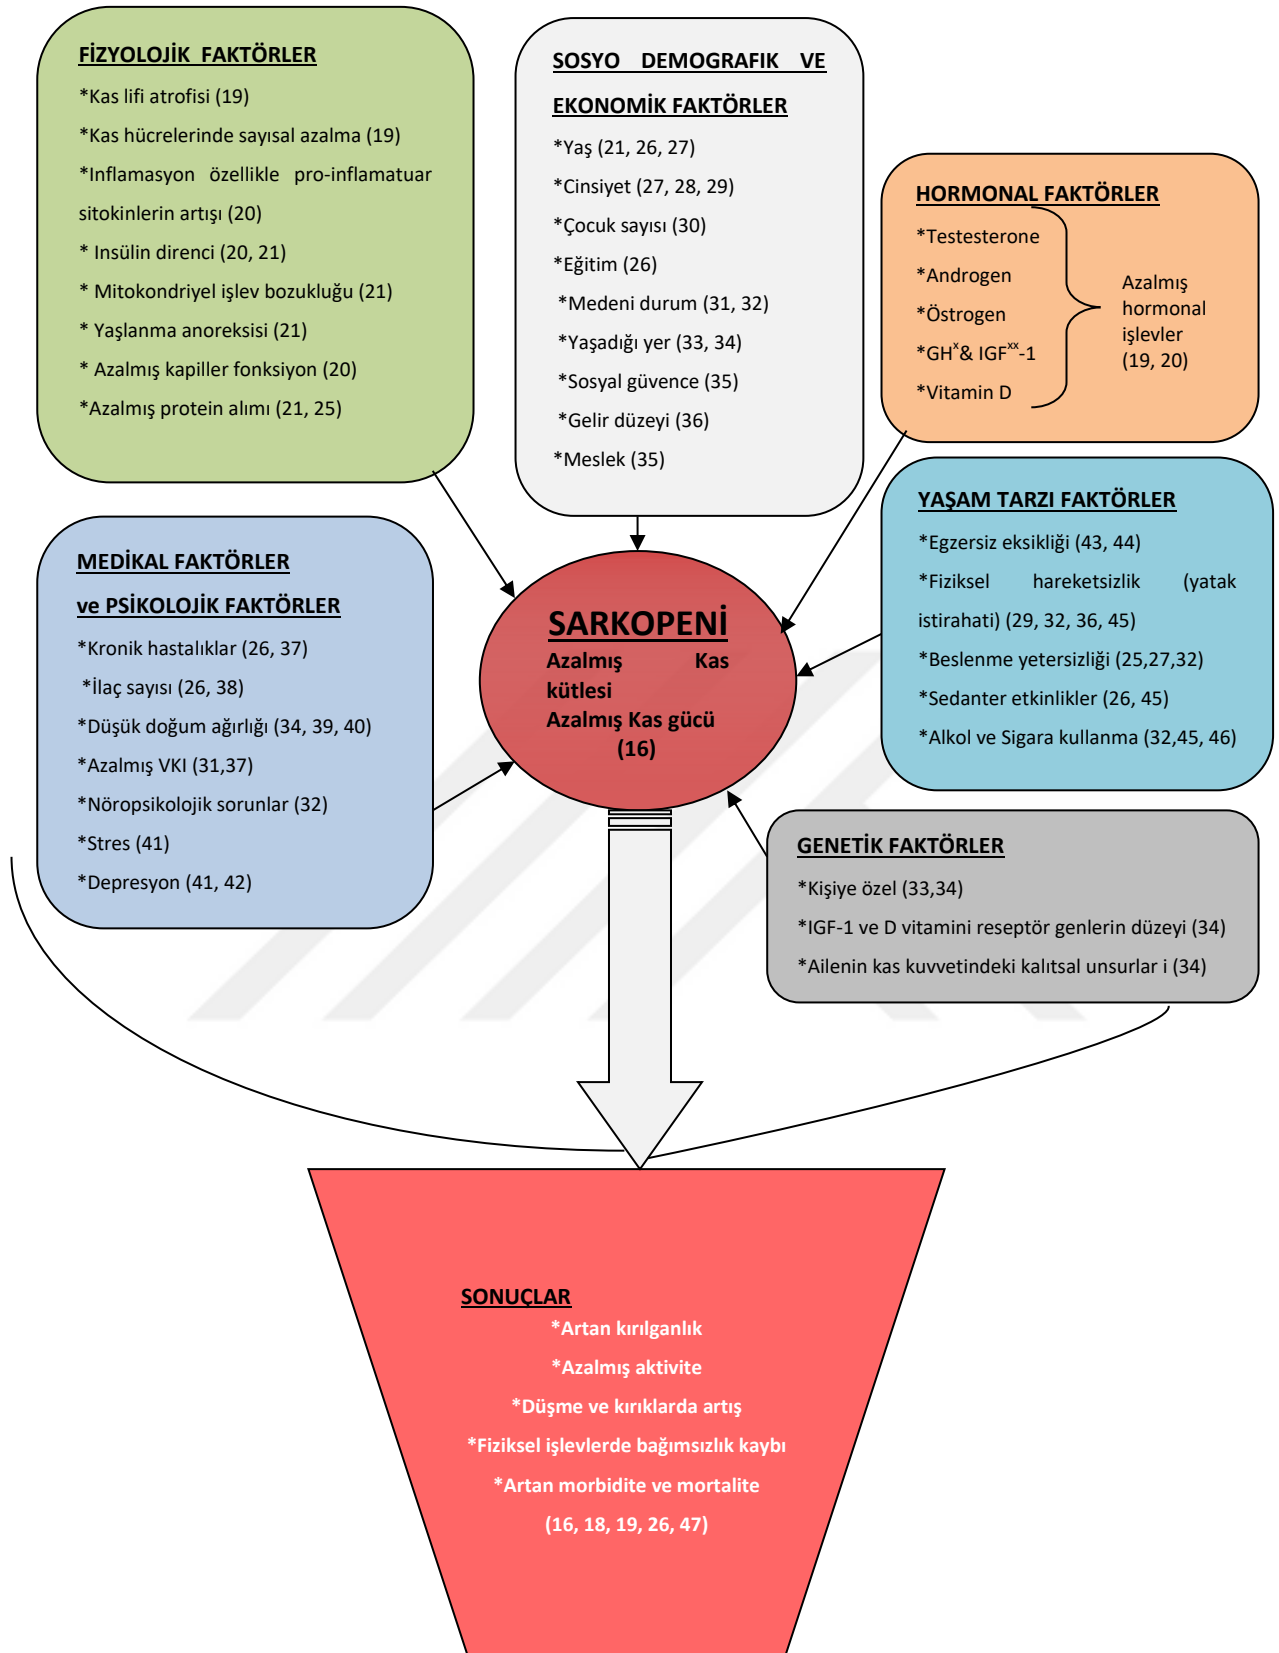 FİZYOLOJİK FAKTÖRLER
*Kas lifi atrofisi (19)
*Kas hücrelerinde sayısal azalma (19)
*Inflamasyon özellikle pro-inflamatuar
sitokinlerin artışı (20)
* Insülin direnci (20, 21)
* Mitokondriyel işlev bozukluğu (21)
* Yaşlanma anoreksisi (21)
* Azalmış kapiller fonksiyon (20)
*Azalmış protein alımı (21, 25)
SOSYO DEMOGRAFIK VE
EKONOMİK FAKTÖRLER
*Yaş (21, 26, 27)
*Cinsiyet (27, 28, 29)
*Çocuk sayısı (30)
*Eğitim (26)
*Medeni durum (31, 32)
*Yaşadığı yer (33, 34)
*Sosyal güvence (35)
*Gelir düzeyi (36)
*Meslek (35)
HORMONAL FAKTÖRLER
*Testesterone
*Androgen
*Östrogen
*GHˣ& IGFˣˣ-1
*Vitamin D
Azalmış
hormonal
işlevler
(19, 20)
MEDİKAL FAKTÖRLER
ve PSİKOLOJİK FAKTÖRLER
*Kronik hastalıklar (26, 37)
*İlaç sayısı (26, 38)
*Düşük doğum ağırlığı (34, 39, 40)
*Azalmış VKI (31,37)
*Nöropsikolojik sorunlar (32)
*Stres (41)
*Depresyon (41, 42)
SARKOPENİ
Azalmış Kas
kütlesi
Azalmış Kas gücü
(16)
YAŞAM TARZI FAKTÖRLER
*Egzersiz eksikliği (43, 44)
*Fiziksel hareketsizlik (yatak
istirahati) (29, 32, 36, 45)
*Beslenme yetersizliği (25,27,32)
*Sedanter etkinlikler (26, 45)
*Alkol ve Sigara kullanma (32,45, 46)
GENETİK FAKTÖRLER
*Kişiye özel (33,34)
*IGF-1 ve D vitamini reseptör genlerin düzeyi (34)
*Ailenin kas kuvvetindeki kalıtsal unsurlar i (34)
SONUÇLAR
*Artan kırılganlık
*Azalmış aktivite
*Düşme ve kırıklarda artış
*Fiziksel işlevlerde bağımsızlık kaybı
*Artan morbidite ve mortalite
(16, 18, 19, 26, 47)